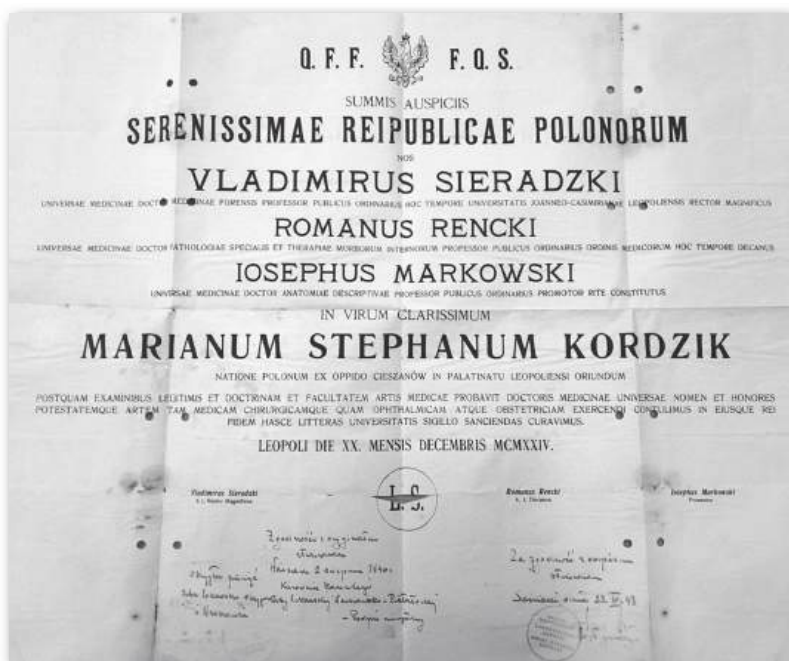 Q. F. F. F. Q. S.
SUMMIS AUSPICIIS
SERENISSIMAE REIPUBLICAE POLONORUM
NOS
VLADIMIRUS SIERADZKI
UNIVERSAE MEDICINAE DOCTOR MEDICINAE FORENSIS PROFESSOR PUBLICUS ORDINARIUS HOC TEMPORE UNIVERSITATIS IOANNEO-CASIMIRIANAE LEOPOLIENSIS RECTOR MAGNIFICUS
ROMANUS RENCKI
UNIVERSAE MEDICINAE DOCTOR PATHOLOGIAE SPECIALIS ET THERAPIAE MORBORUM INTERNORUM PROFESSOR PUBLICUS ORDINARIUS ORDINIS MEDICORUM HOC TEMPORE DECANUS
IOSEPHUS MARKOWSKI
UNIVERSAE MEDICINAE DOCTOR ANATOMIAE DESCRIPTIVAE PROFESSOR PUBLICUS ORDINARIUS PROMOTOR RITE CONSTITUTUS
IN VIRUM CLARISSIMUM
MARIANUM STEPHANUM KORDZIK
NATIONE POLONUM EX OPPIDO CIESZANÓW IN PALATINATU LEOPOLIENSI ORIUNDUM
POSTQUAM EXAMINIBUS LEGITIMIS ET DOCTRINAM ET FACULTATEM ARTIS MEDICAE PROBAVIT DOCTORIS MEDICINAE UNIVERSAE NOMEN ET HONORES
POTESTATEMQUE ARTEM TAM MEDICAM CHIRURGICAMQUE QUAM OPHTHALMICAM ATQUE OBSTETRICIAM EXERCENDI CONTULIMUS IN EIUSQUE REI
FIDEM HASCE LITTERAS UNIVERSITATIS SIGILLO SANCIENDAS CURAVIMUS.
LEOPOLI DIE XX. MENSIS DECEMBRIS MCMXXIV.
Vladimirus Sieradzki
h. t. Rector Magnificus
L. S.
Romanus Rencki
h. t. Decanus
Iosephus Markowski
Promotor
Zgodność z oryginałem
stwierdza
Za zgodność z